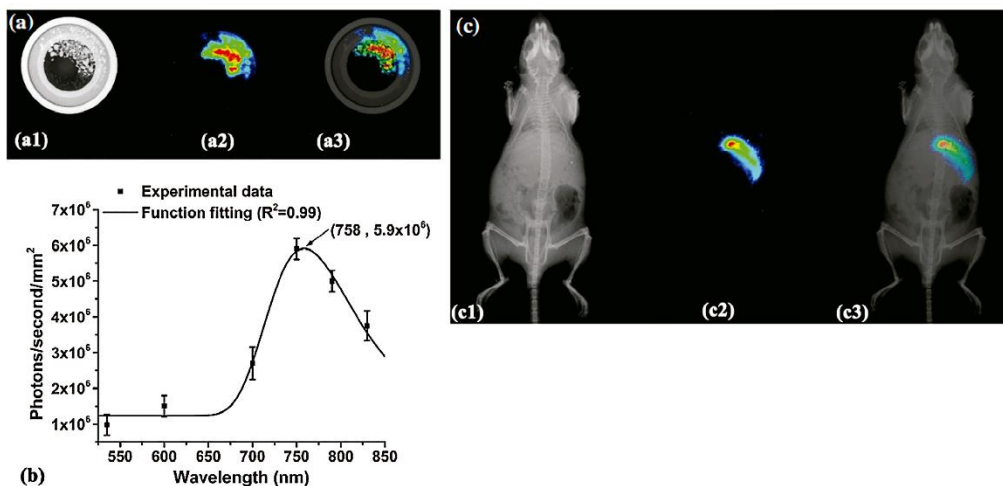 (a)
(a1)
(a2)
(a3)
Experimental data
Function fitting (R²=0.99)
(758 , 5.9x10⁶)
7x10⁶
6x10⁶
5x10⁶
4x10⁶
3x10⁶
2x10⁶
1x10⁶
Photons/second/mm²
550
600
650
700
750
800
850
Wavelength (nm)
(b)
(c)
(c1)
(c2)
(c3)